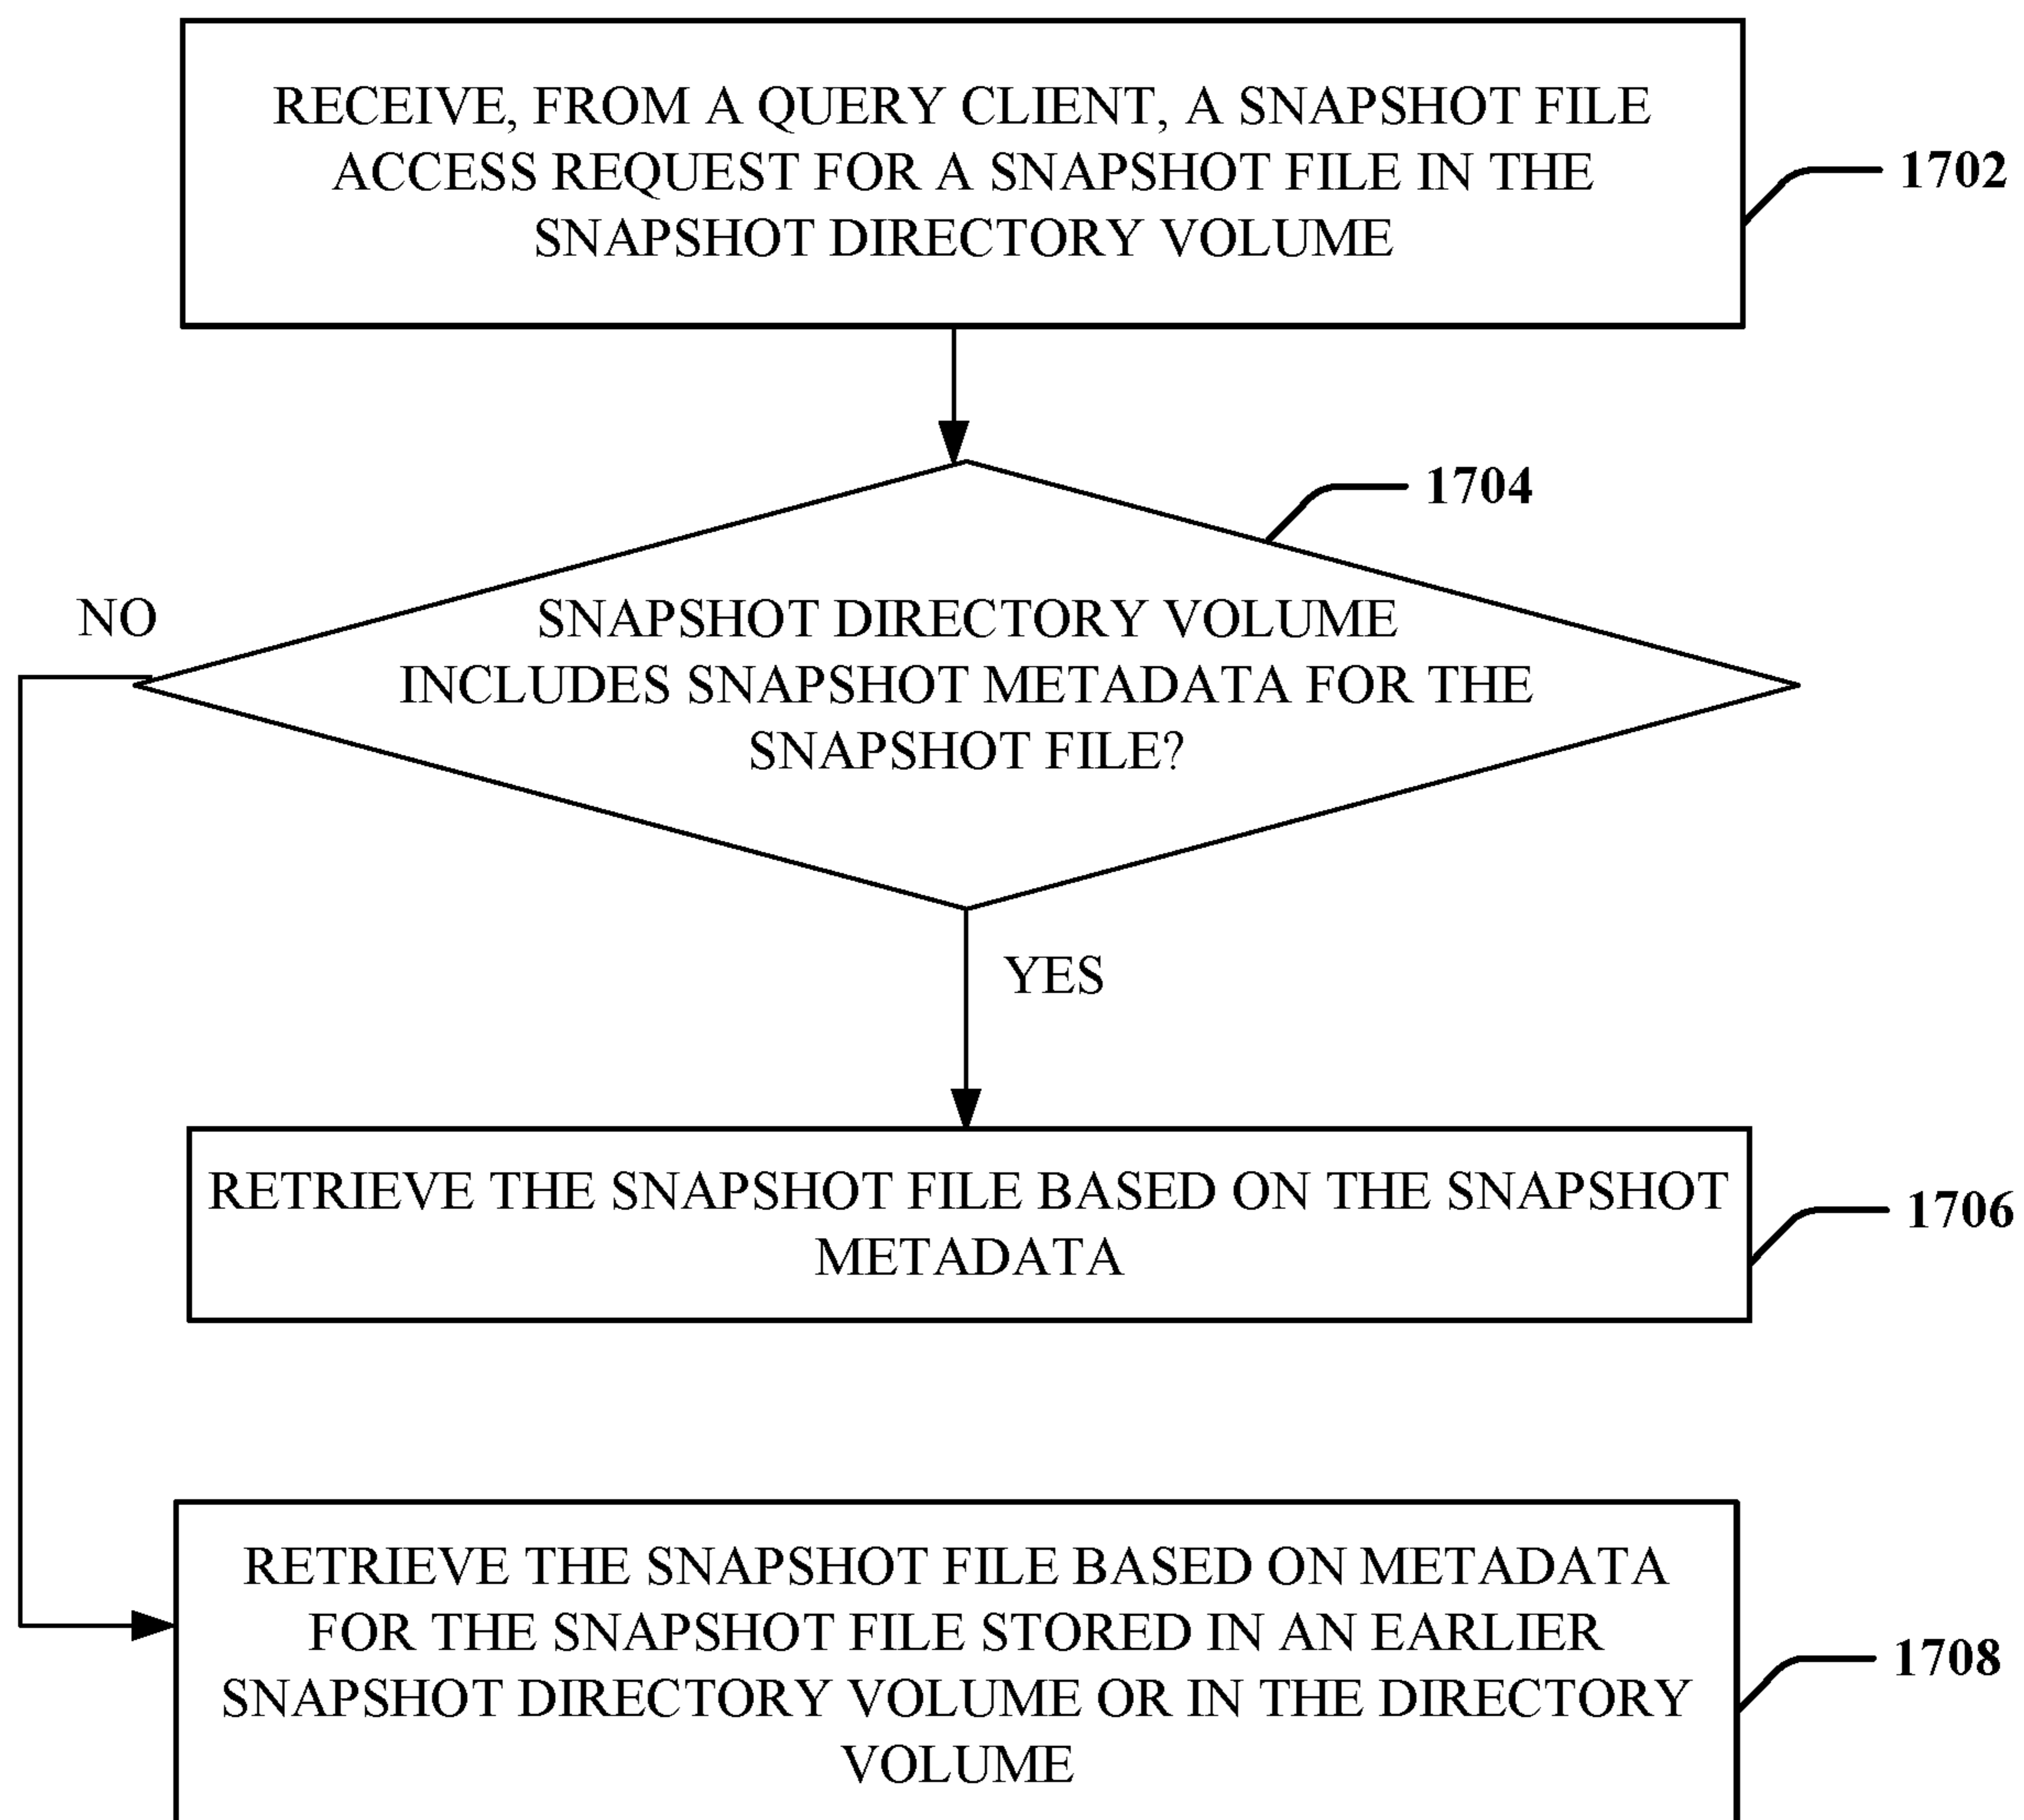 RECEIVE, FROM A QUERY CLIENT, A SNAPSHOT FILE
ACCESS REQUEST FOR A SNAPSHOT FILE IN THE
SNAPSHOT DIRECTORY VOLUME
1702
1704
NO
SNAPSHOT DIRECTORY VOLUME
INCLUDES SNAPSHOT METADATA FOR THE
SNAPSHOT FILE?
YES
RETRIEVE THE SNAPSHOT FILE BASED ON THE SNAPSHOT
METADATA
1706
RETRIEVE THE SNAPSHOT FILE BASED ON METADATA
FOR THE SNAPSHOT FILE STORED IN AN EARLIER
SNAPSHOT DIRECTORY VOLUME OR IN THE DIRECTORY
VOLUME
1708